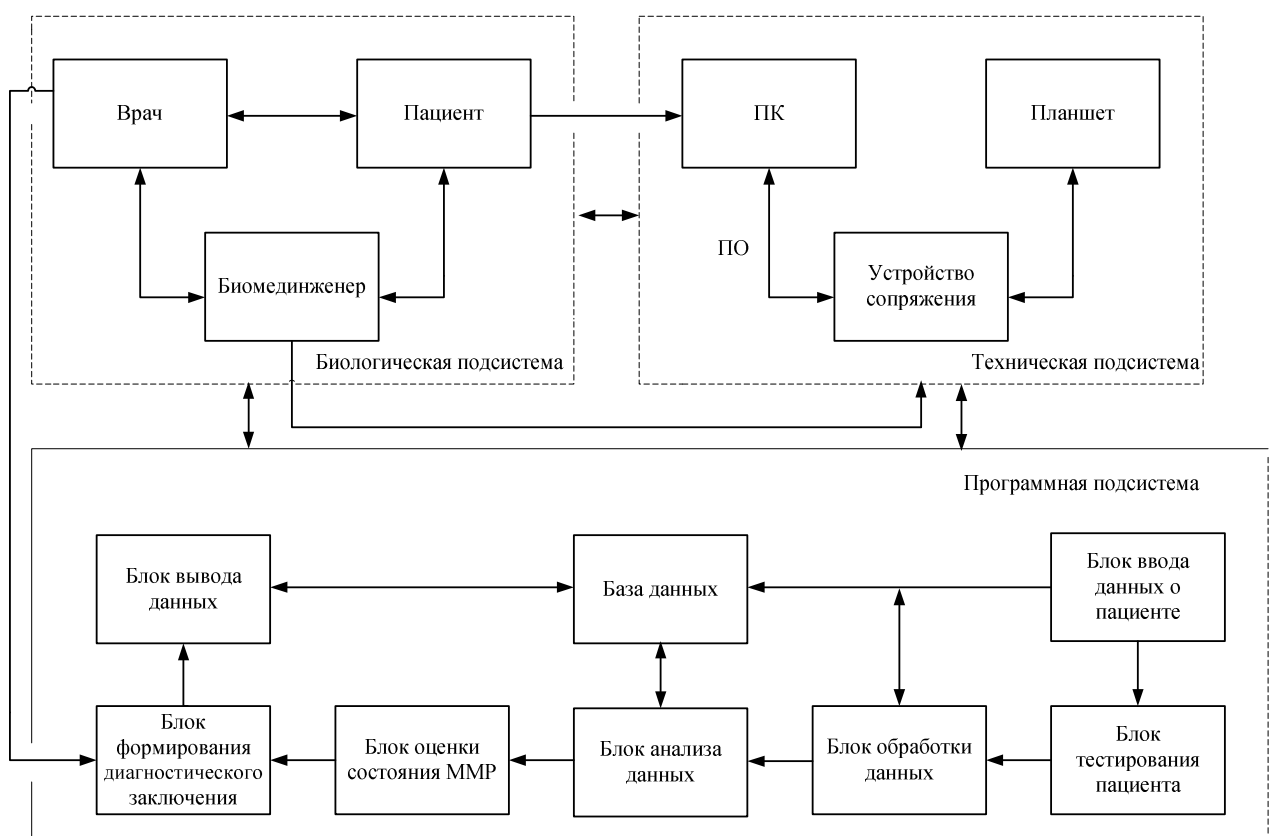 Врач
Пациент
ПК
Планшет
ПО
Биомединженер
Устройство
сопряжения
Биологическая подсистема
Техническая подсистема
Программная подсистема
Блок вывода
данных
База данных
Блок ввода
данных о
пациенте
Блок
формирования
диагностического
заключения
Блок оценки
состояния ММР
Блок анализа
данных
Блок обработки
данных
Блок
тестирования
пациента